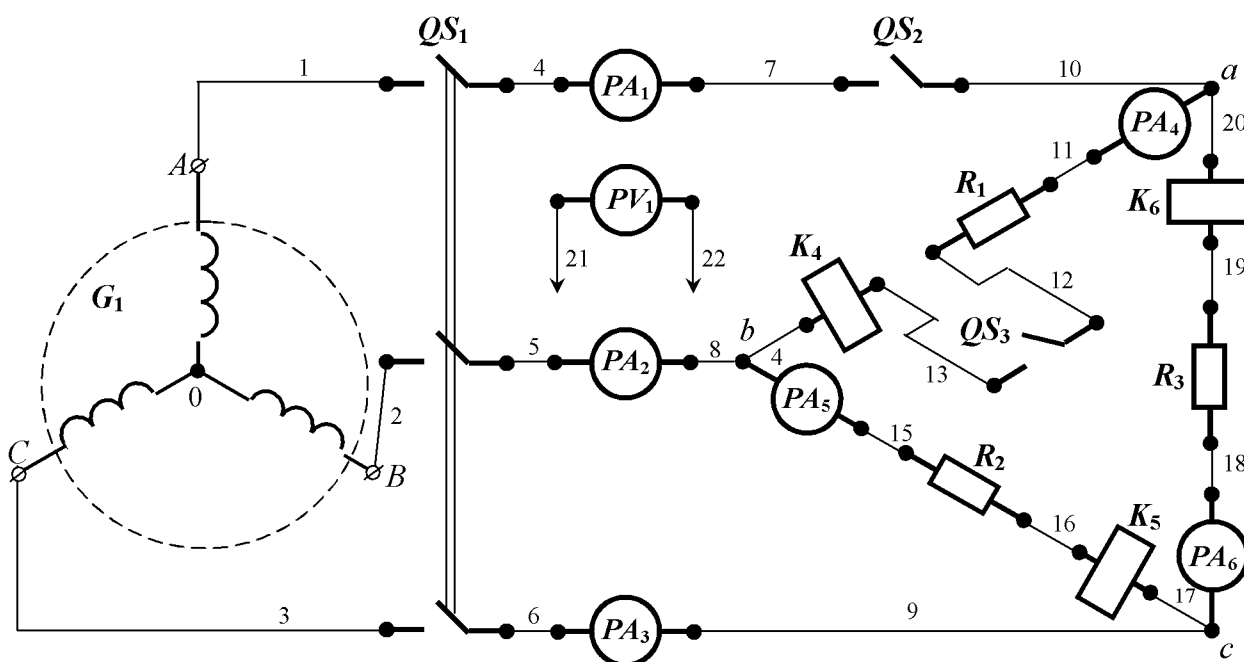 QS₁ QS₂
1 4 PA₁ 7 10 a
PA₄ 20
11
A R₁ K₆
PV₁
K₄
21 22 19
G₁ 12
b QS₃
5 PA₂ 8 4 13 R₃
0 2 PA₅
C B 15 R₂ 18
16 K₅
PA₆
17
3 6 PA₃ 9
c